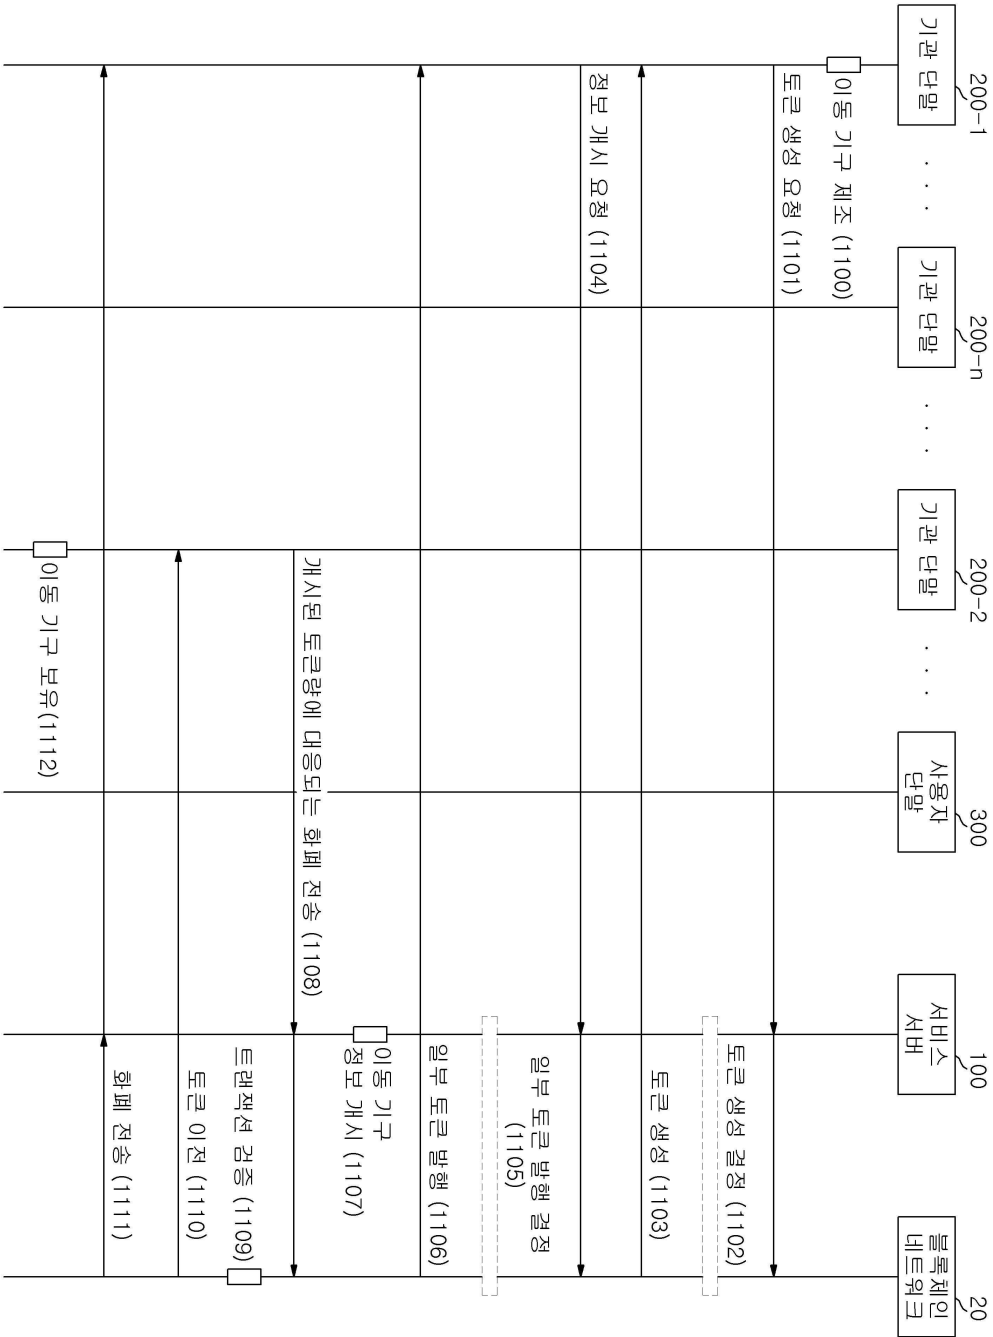 200-1
기관 단말
. . .
200-n
기관 단말
. . .
200-2
기관 단말
. . .
300
사용자
단말
100
서비스
서버
20
블록체인
네트워크
이동 기구 제조 (1100)
토큰 생성 요청 (1101)
토큰 생성 결정 (1102)
토큰 생성 (1103)
정보 개시 요청 (1104)
일부 토큰 발행 결정
(1105)
일부 토큰 발행 (1106)
이동 기구
정보 개시 (1107)
개시된 토큰량에 대응되는 화폐 전송 (1108)
트랜잭션 검증 (1109)
토큰 이전 (1110)
화폐 전송 (1111)
이동 기구 보유(1112)